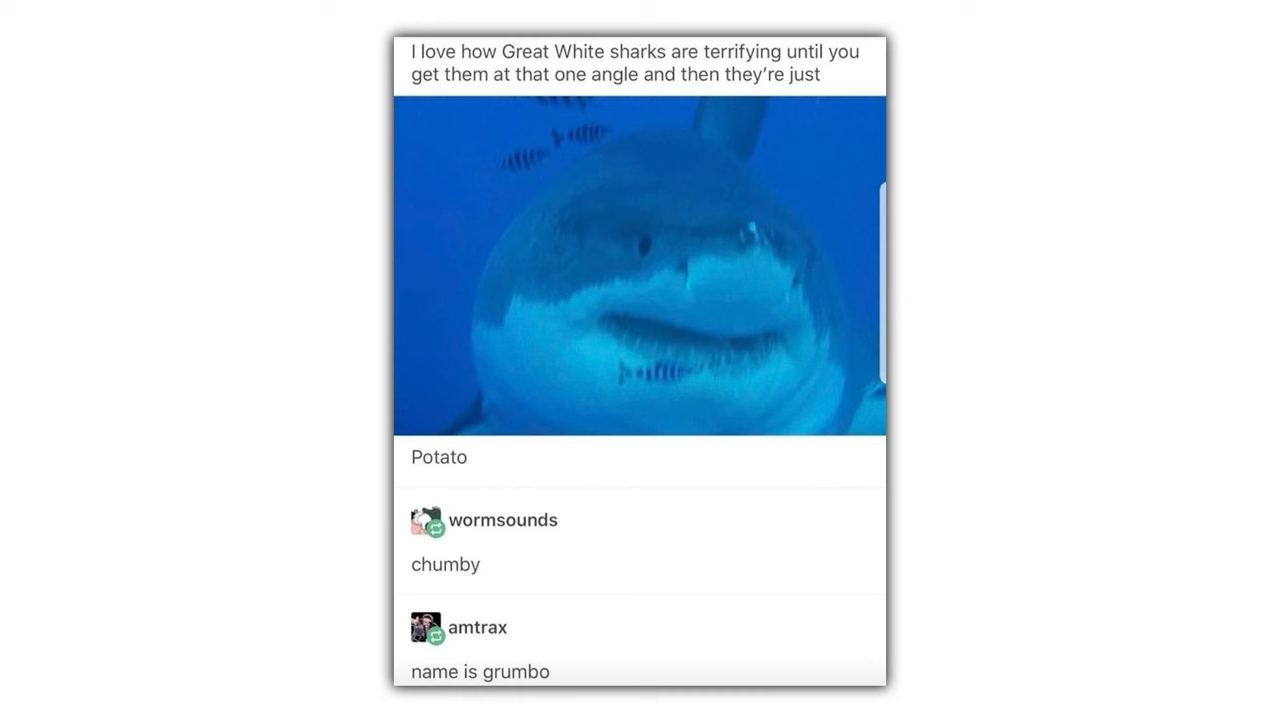 I love how Great White sharks are terrifying until you
get them at that one angle and then they’re just
Potato
wormsounds
chumby
amtrax
name is grumbo